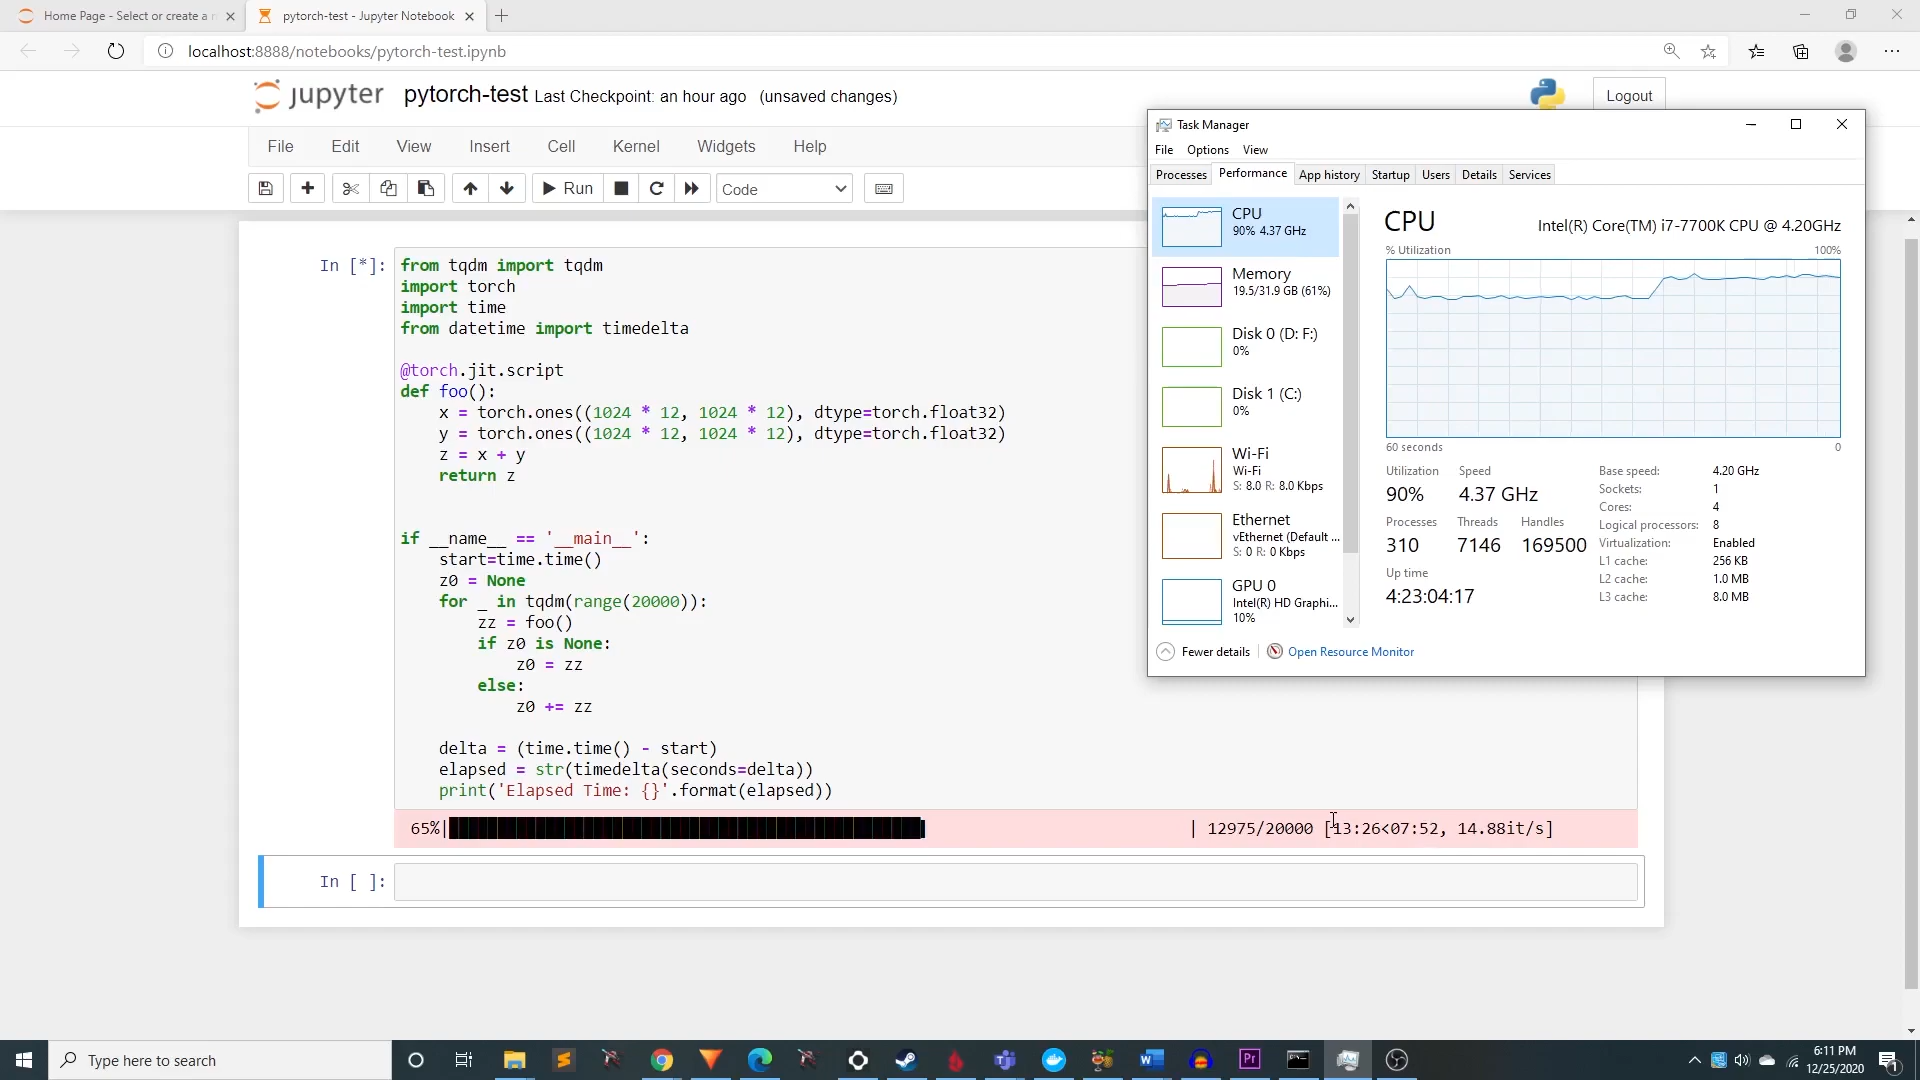 Home Page - Select or create a n
pytorch-test - Jupyter Notebook
localhost:8888/notebooks/pytorch-test.ipynb
jupyter pytorch-test Last Checkpoint: an hour ago (unsaved changes)
Logout
File Edit View Insert Cell Kernel Widgets Help
Run Code
In [*]:
from tqdm import tqdm
import torch
import time
from datetime import timedelta
@torch.jit.script
def foo():
x = torch.ones((1024 * 12, 1024 * 12), dtype=torch.float32)
y = torch.ones((1024 * 12, 1024 * 12), dtype=torch.float32)
z = x + y
return z
if __name__ == '__main__':
start=time.time()
z0 = None
for _ in tqdm(range(20000)):
zz = foo()
if z0 is None:
z0 = zz
else:
z0 += zz
delta = (time.time() - start)
elapsed = str(timedelta(seconds=delta))
print('Elapsed Time: {}'.format(elapsed))
65%| | 12975/20000 [13:26<07:52, 14.88it/s]
In [ ]:
Task Manager
File Options View
Processes Performance App history Startup Users Details Services
CPU
90% 4.37 GHz
Memory
19.5/31.9 GB (61%)
Disk 0 (D: F:)
0%
Disk 1 (C:)
0%
Wi-Fi
Wi-Fi
S: 8.0 R: 8.0 Kbps
Ethernet
vEthernet (Default ...
S: 0 R: 0 Kbps
GPU 0
Intel(R) HD Graphi...
10%
CPU Intel(R) Core(TM) i7-7700K CPU @ 4.20GHz
% Utilization 100%
60 seconds 0
Utilization Speed
90% 4.37 GHz
Processes Threads Handles
310 7146 169500
Up time
4:23:04:17
Base speed: 4.20 GHz
Sockets: 1
Cores: 4
Logical processors: 8
Virtualization: Enabled
L1 cache: 256 KB
L2 cache: 1.0 MB
L3 cache: 8.0 MB
Fewer details Open Resource Monitor
Type here to search
6:11 PM
12/25/2020